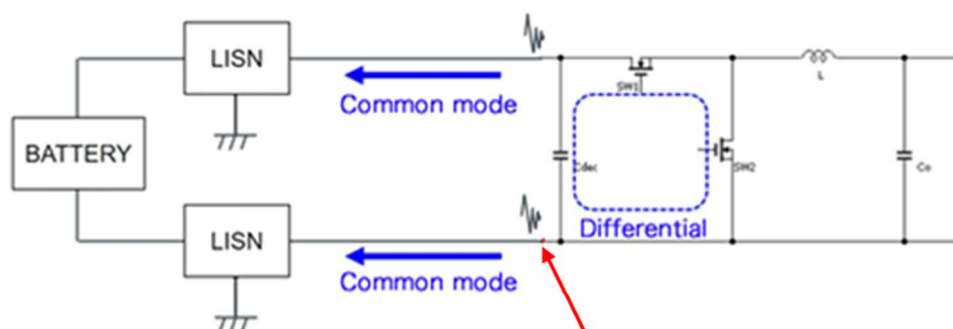 LISN
Common mode
L
SW1
BATTERY
Cdec
SW2
Co
Differential
LISN
Common mode